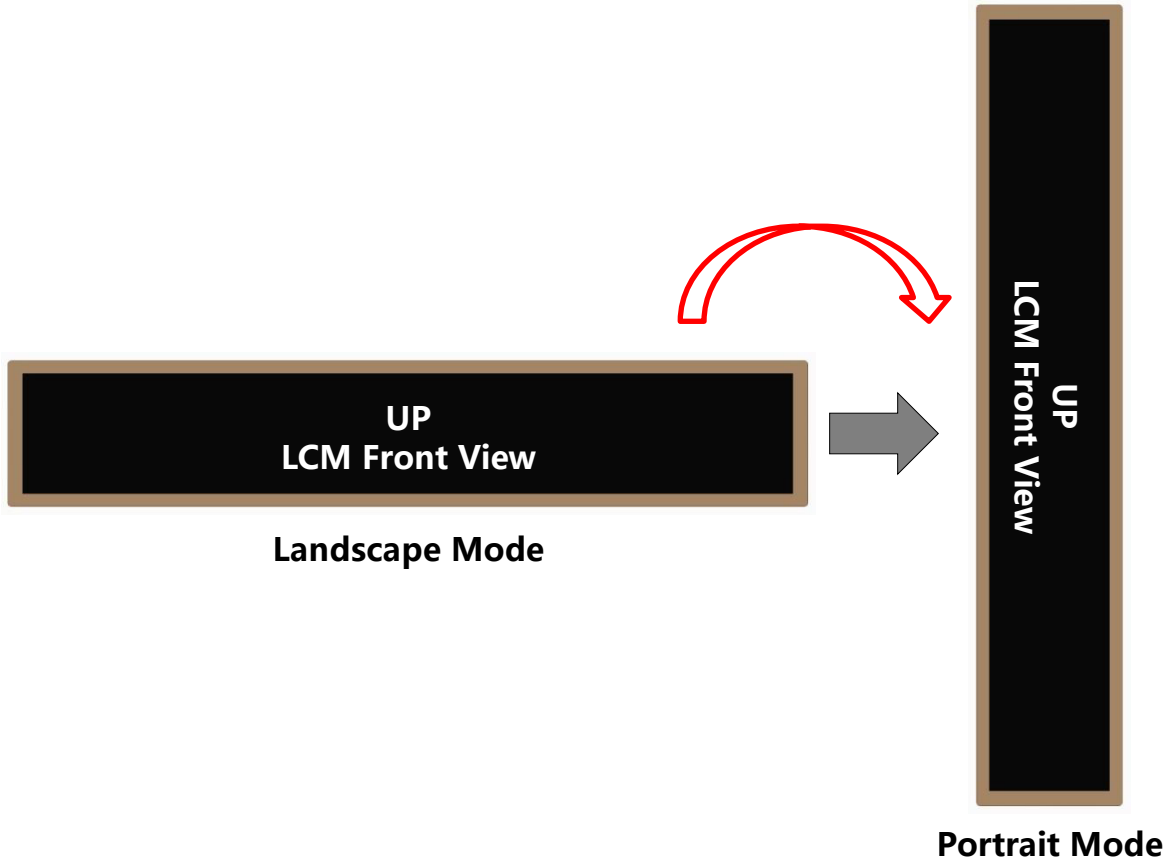 UP
LCM Front View
Landscape Mode
UP
LCM Front View
Portrait Mode